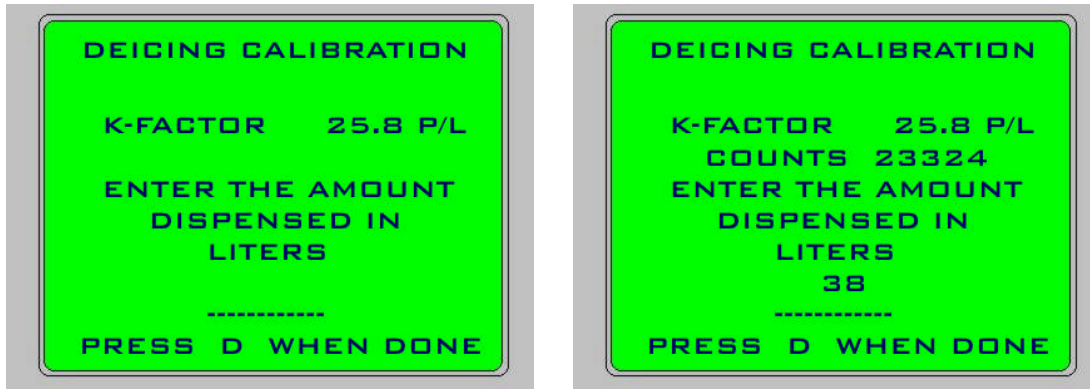 DEICING CALIBRATION
K-FACTOR 25.8 P/L
ENTER THE AMOUNT
DISPENSED IN
LITERS
------------
PRESS D WHEN DONE
DEICING CALIBRATION
K-FACTOR 25.8 P/L
COUNTS 23324
ENTER THE AMOUNT
DISPENSED IN
LITERS
38
------------
PRESS D WHEN DONE